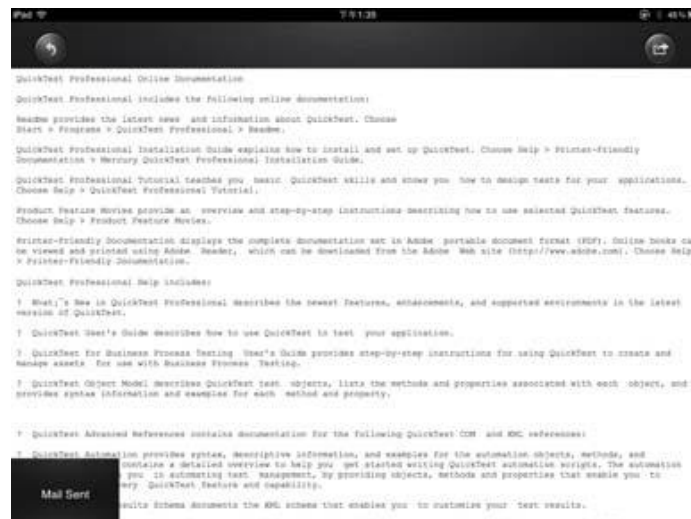 iPad 下午1:39 45%
QuickTest Professional Online Documentation
QuickTest Professional includes the following online documentation:
Readme provides the latest news and information about QuickTest. Choose
Start > Programs > QuickTest Professional > Readme.
QuickTest Professional Installation Guide explains how to install and set up QuickTest. Choose Help > Printer-friendly
Documentation > Mercury QuickTest Professional Installation Guide.
QuickTest Professional Tutorial teaches you basic QuickTest skills and shows you how to design tests for your applications.
Choose Help > QuickTest Professional Tutorial.
Product Feature Movies provide an overview and step-by-step instructions describing how to use selected QuickTest features.
Choose Help > Product Feature Movies.
Printer-Friendly Documentation displays the complete documentation set in Adobe portable document format (PDF). Online books ca
be viewed and printed using Adobe Reader, which can be downloaded from the Adobe Web site (http://www.adobe.com). Choose Help
> Printer-Friendly Documentation.
QuickTest Professional Help includes:
? What¡¯s New in QuickTest Professional describes the newest features, enhancements, and supported environments in the latest
version of QuickTest.
? QuickTest User's Guide describes how to use QuickTest to test your application.
? QuickTest for Business Process Testing User's Guide provides step-by-step instructions for using QuickTest to create and
manage assets for use with Business Process Testing.
? QuickTest Object Model describes QuickTest test objects, lists the methods and properties associated with each object, and
provides syntax information and examples for each method and property.
? QuickTest Advanced References contains documentation for the following QuickTest COM and XML references:
? QuickTest Automation provides syntax, descriptive information, and examples for the automation objects, methods, and
contains a detailed overview to help you get started writing QuickTest automation scripts. The automation
you in automating test management, by providing objects, methods and properties that enable you to
very QuickTest feature and capability.
Mail Sent
sults Schema documents the XML schema that enables you to customize your test results.